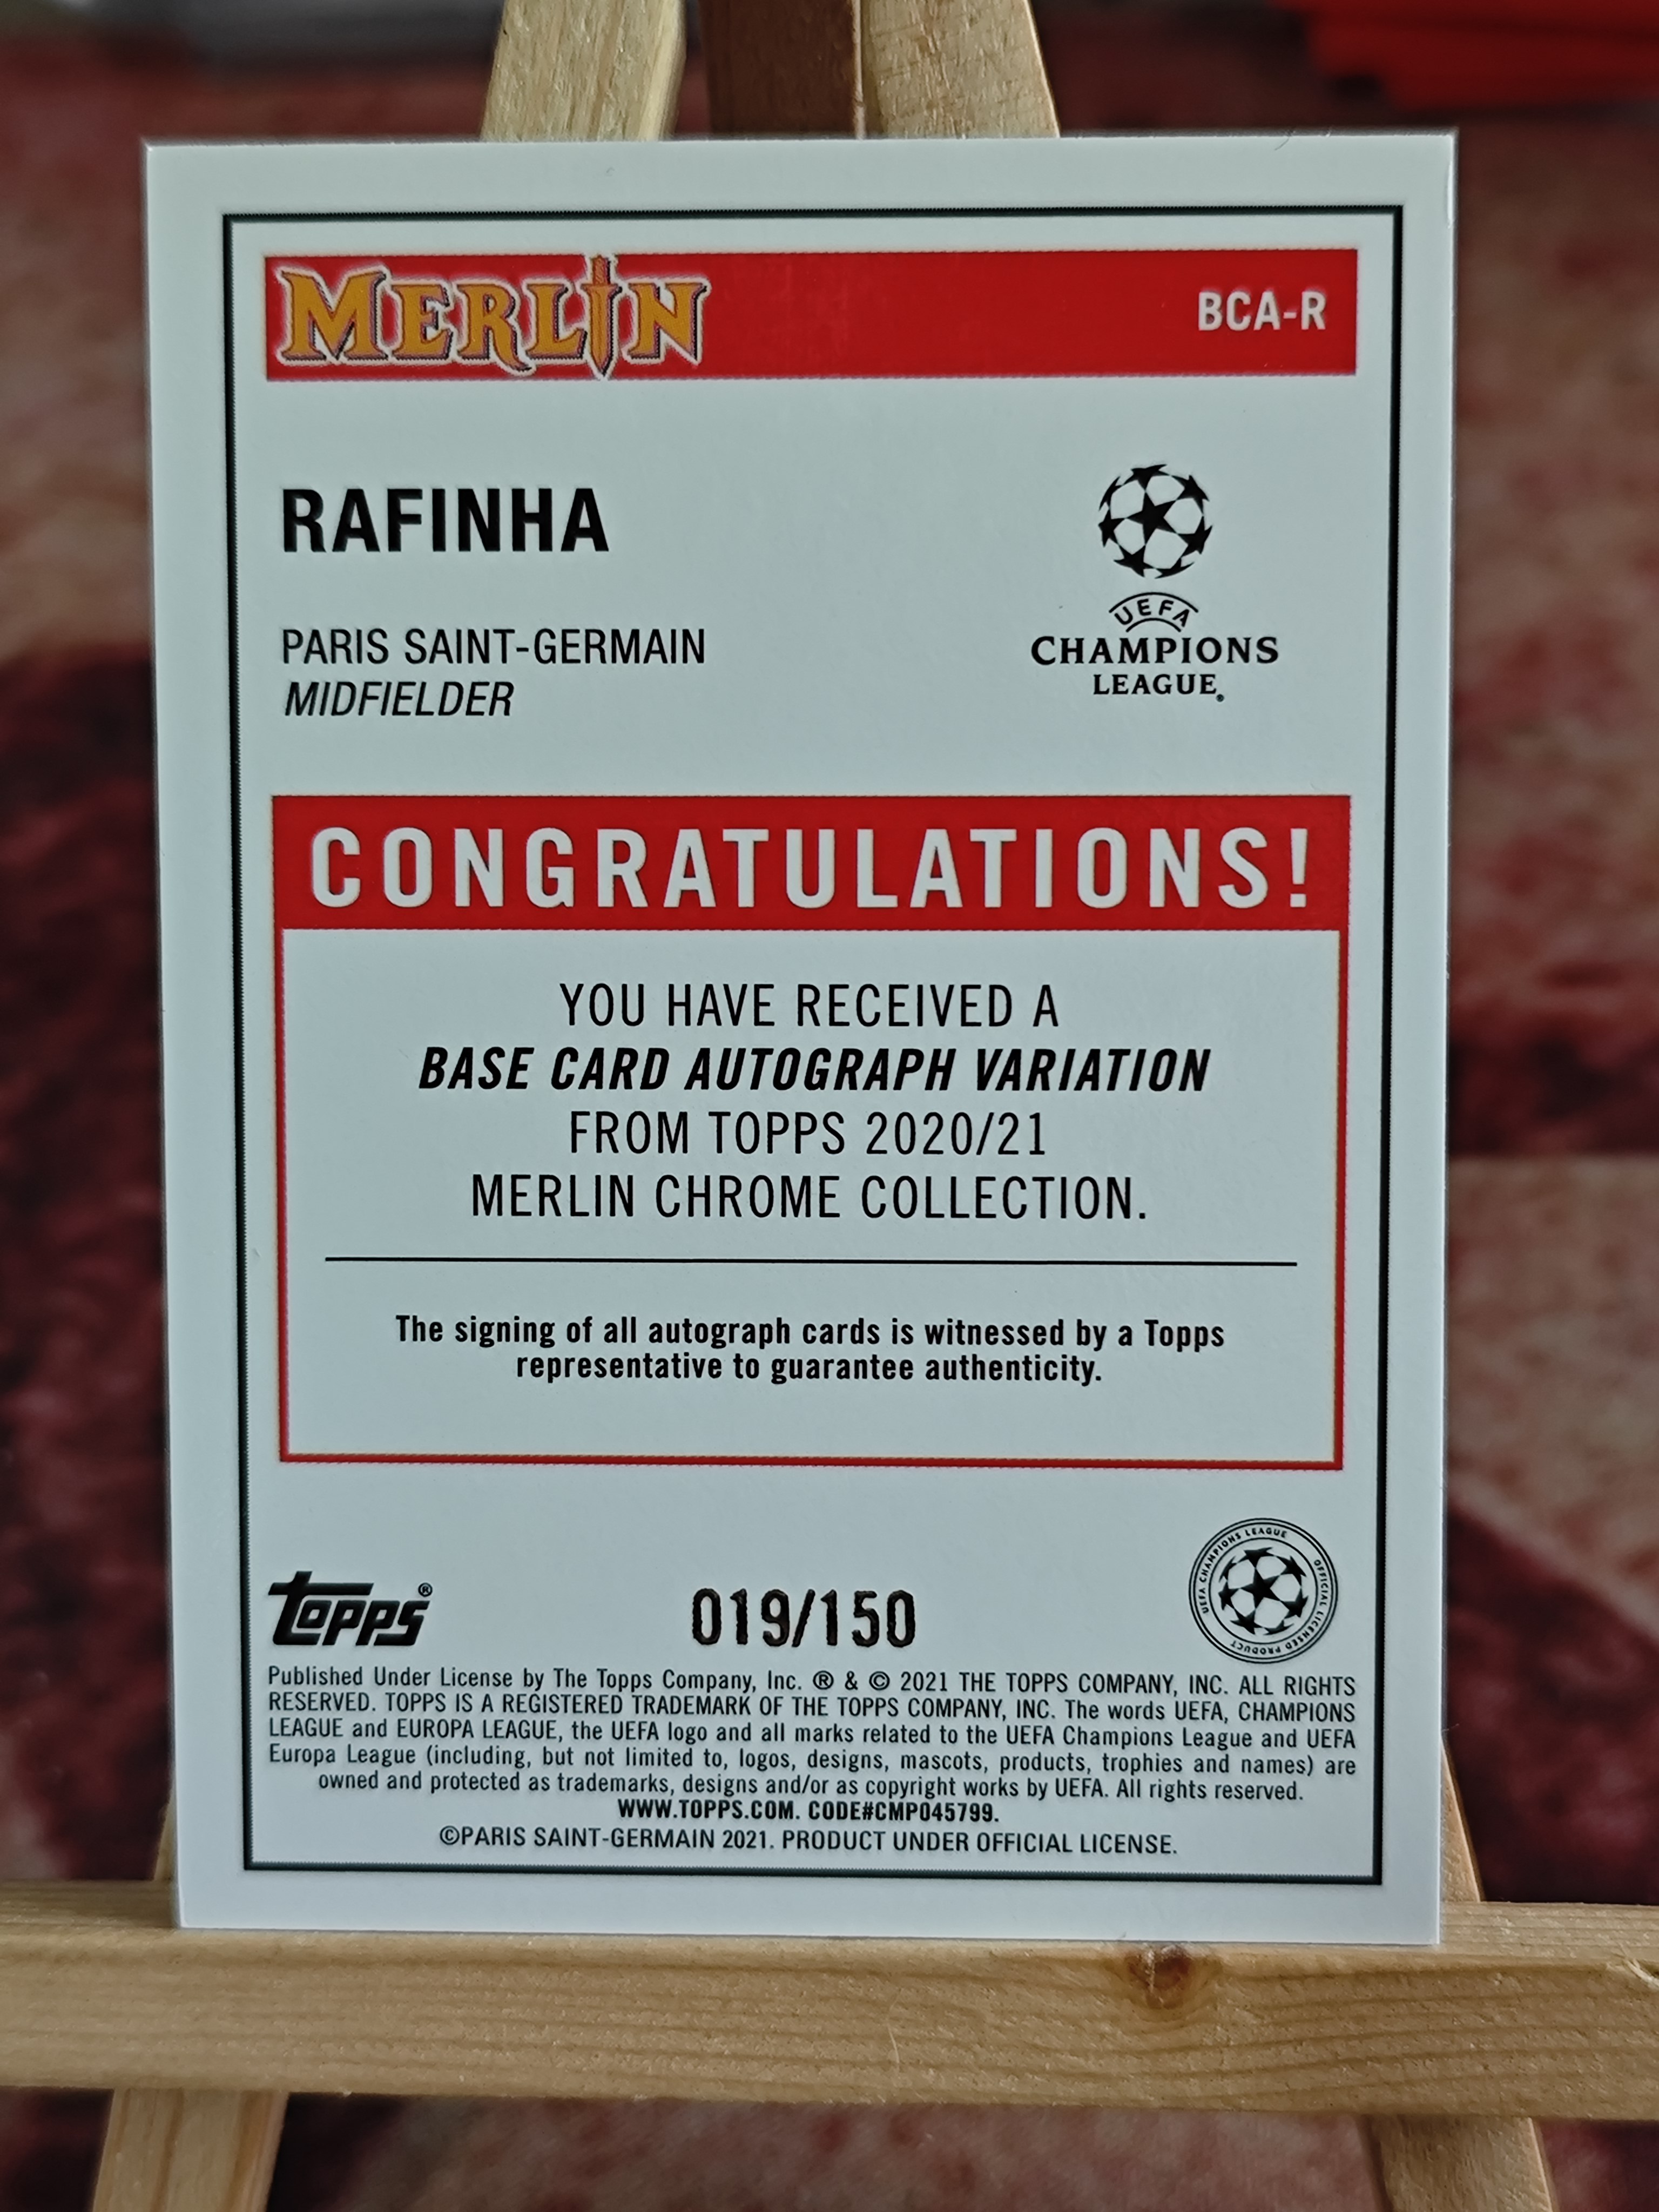 MERLIN
BCA-R
RAFINHA
UEFA
CHAMPIONS
LEAGUE®
PARIS SAINT-GERMAIN
MIDFIELDER
CONGRATULATIONS!
YOU HAVE RECEIVED A
BASE CARD AUTOGRAPH VARIATION
FROM TOPPS 2020/21
MERLIN CHROME COLLECTION.
The signing of all autograph cards is witnessed by a Topps
representative to guarantee authenticity.
topps®
019/150
UEFA CHAMPIONS LEAGUE
OFFICIAL LICENSED PRODUCT
Published Under License by The Topps Company, Inc. ® & © 2021 THE TOPPS COMPANY, INC. ALL RIGHTS
RESERVED. TOPPS IS A REGISTERED TRADEMARK OF THE TOPPS COMPANY, INC. The words UEFA, CHAMPIONS
LEAGUE and EUROPA LEAGUE, the UEFA logo and all marks related to the UEFA Champions League and UEFA
Europa League (including, but not limited to, logos, designs, mascots, products, trophies and names) are
owned and protected as trademarks, designs and/or as copyright works by UEFA. All rights reserved.
WWW.TOPPS.COM. CODE#CMP045799.
©PARIS SAINT-GERMAIN 2021. PRODUCT UNDER OFFICIAL LICENSE.